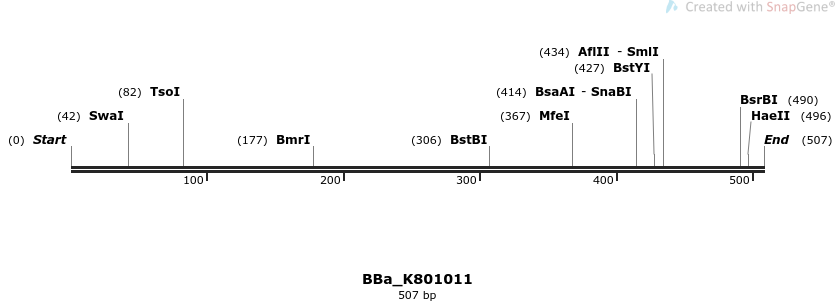 Created with SnapGene®
(434) AflII - SmlI
(427) BstYI
(82) TsoI
(414) BsaAI - SnaBI
BsrBI (490)
(42) SwaI
(367) MfeI
HaeII (496)
(0) Start
(177) BmrI
(306) BstBI
End (507)
100
200
300
400
500
BBa_K801011
507 bp